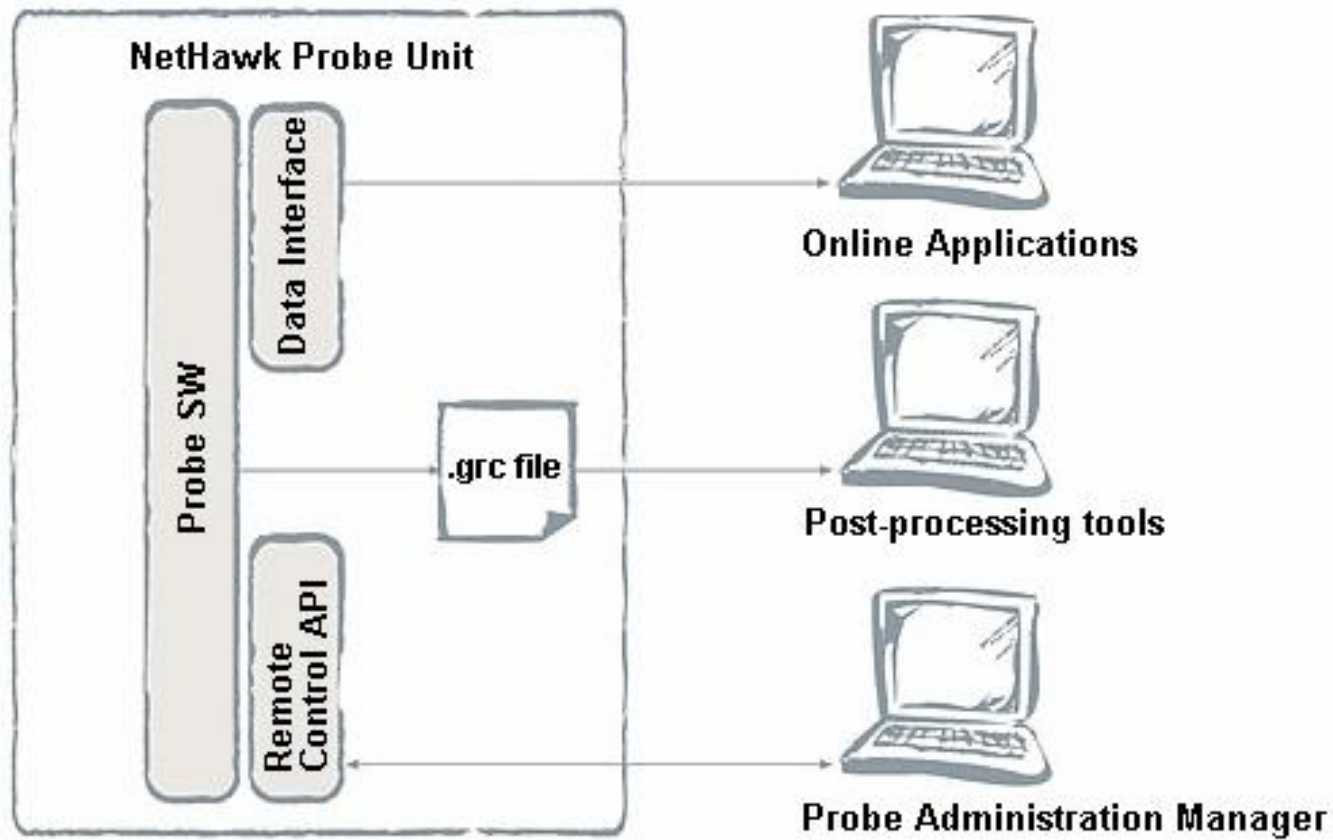 NetHawk Probe Unit
Probe SW
Data Interface
.grc file
Remote
Control API
Online Applications
Post-processing tools
Probe Administration Manager